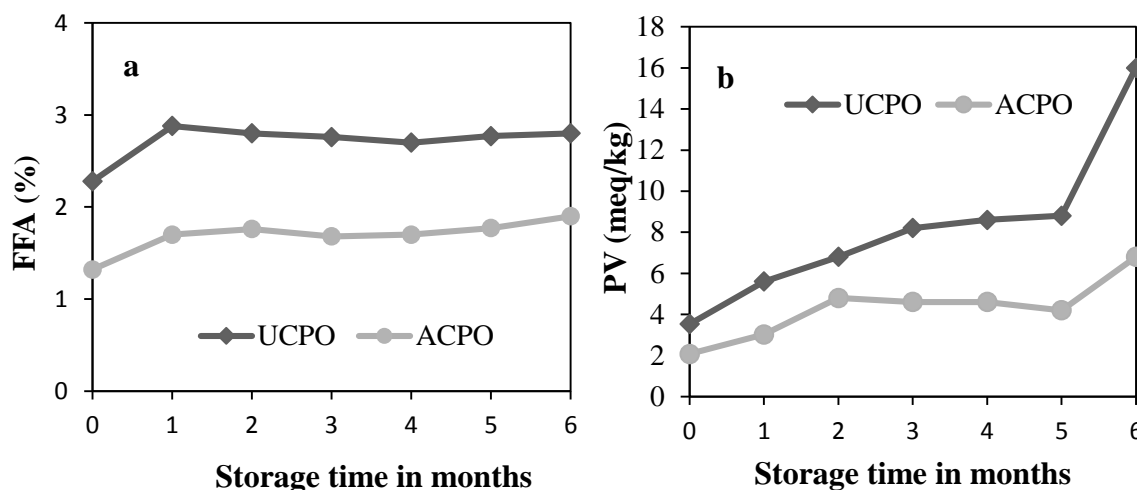 a
FFA (%)
4
3
2
1
0
UCPO ACPO
0 1 2 3 4 5 6
Storage time in months
b
PV (meq/kg)
18
16
14
12
10
8
6
4
2
0
UCPO ACPO
0 1 2 3 4 5 6
Storage time in months